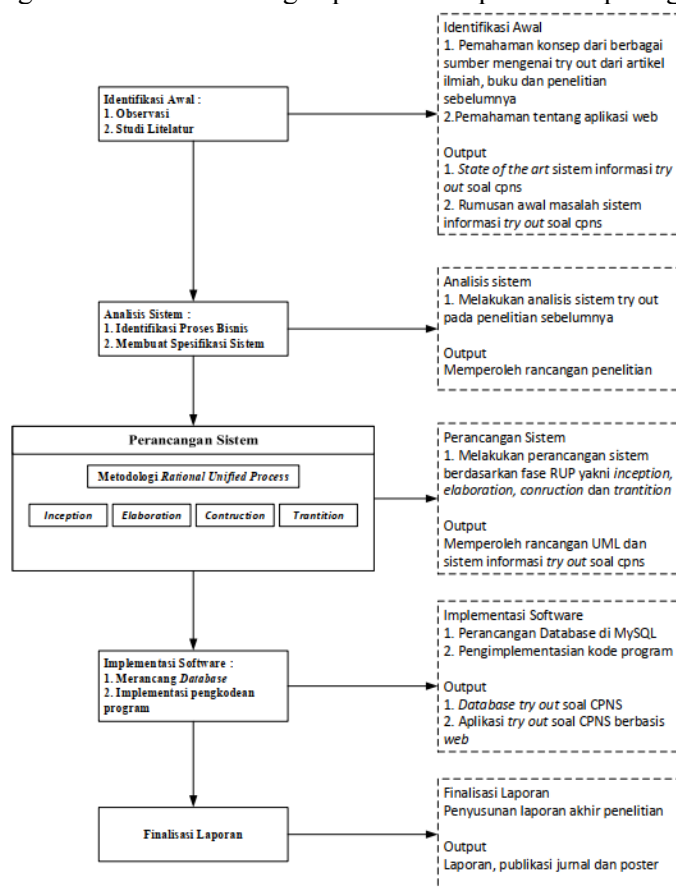 Identifikasi Awal :
1. Observasi
2. Studi Litelatur
Identifikasi Awal
1. Pemahaman konsep dari berbagai
sumber mengenai try out dari artikel
ilmiah, buku dan penelitian
sebelumnya
2.Pemahaman tentang aplikasi web
Output
1. State of the art sistem informasi try
out soal cpns
2. Rumusan awal masalah sistem
informasi try out soal cpns
Analisis Sistem :
1. Identifikasi Proses Bisnis
2. Membuat Spesifikasi Sistem
Analisis sistem
1. Melakukan analisis sistem try out
pada penelitian sebelumnya
Output
Memperoleh rancangan penelitian
Perancangan Sistem
Metodologi Rational Unified Process
Inception
Elaboration
Contruction
Trantition
Perancangan Sistem
1. Melakukan perancangan sistem
berdasarkan fase RUP yakni inception,
elaboration, conruction dan trantition
Output
Memperoleh rancangan UML dan
sistem informasi try out soal cpns
Implementasi Software :
1. Merancang Database
2. Implementasi pengkodean
program
Implementasi Software
1. Perancangan Database di MySQL
2. Pengimplementasian kode program
Output
1. Database try out soal CPNS
2. Aplikasi try out soal CPNS berbasis
web
Finalisasi Laporan
Finalisasi Laporan
Penyusunan laporan akhir penelitian
Output
Laporan, publikasi jurnal dan poster